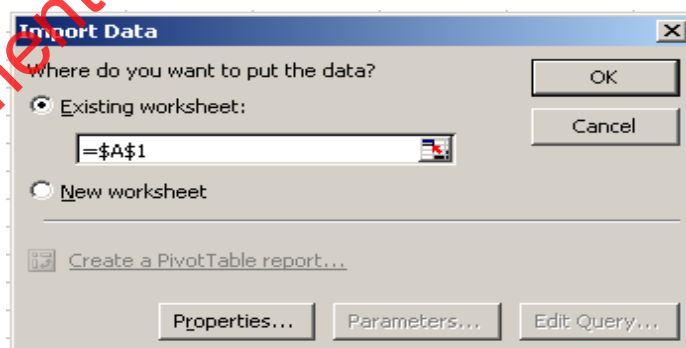 Import Data
Where do you want to put the data?
Existing worksheet:
=$A$1
New worksheet
Create a PivotTable report...
OK
Cancel
Properties... Parameters... Edit Query...